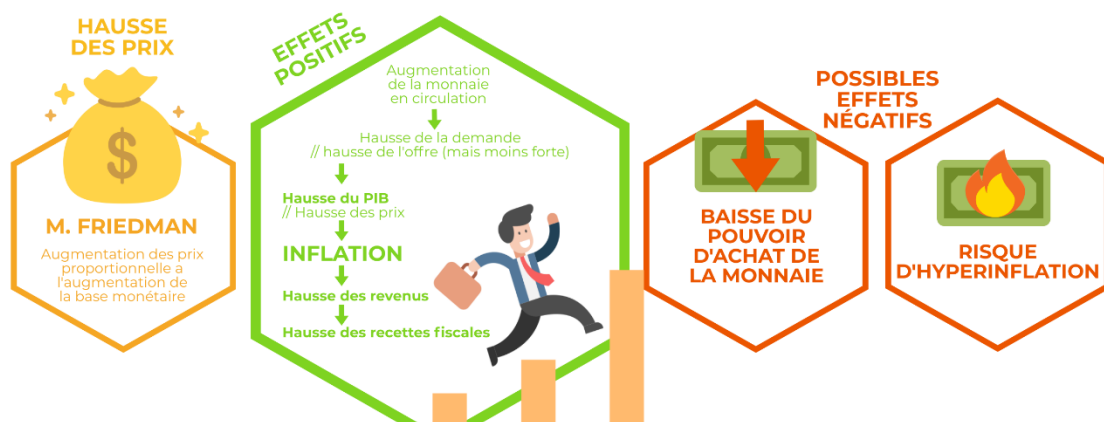 HAUSSE
DES PRIX
$
M. FRIEDMAN
Augmentation des prix
proportionnelle a
l'augmentation de
la base monétaire
EFFETS
POSITIFS
Augmentation
de la monnaie
en circulation
Hausse de la demande
// hausse de l'offre (mais moins forte)
Hausse du PIB
// Hausse des prix
INFLATION
Hausse des revenus
Hausse des recettes fiscales
POSSIBLES
EFFETS
NÉGATIFS
BAISSE DU
POUVOIR
D'ACHAT DE
LA MONNAIE
RISQUE
D'HYPERINFLATION